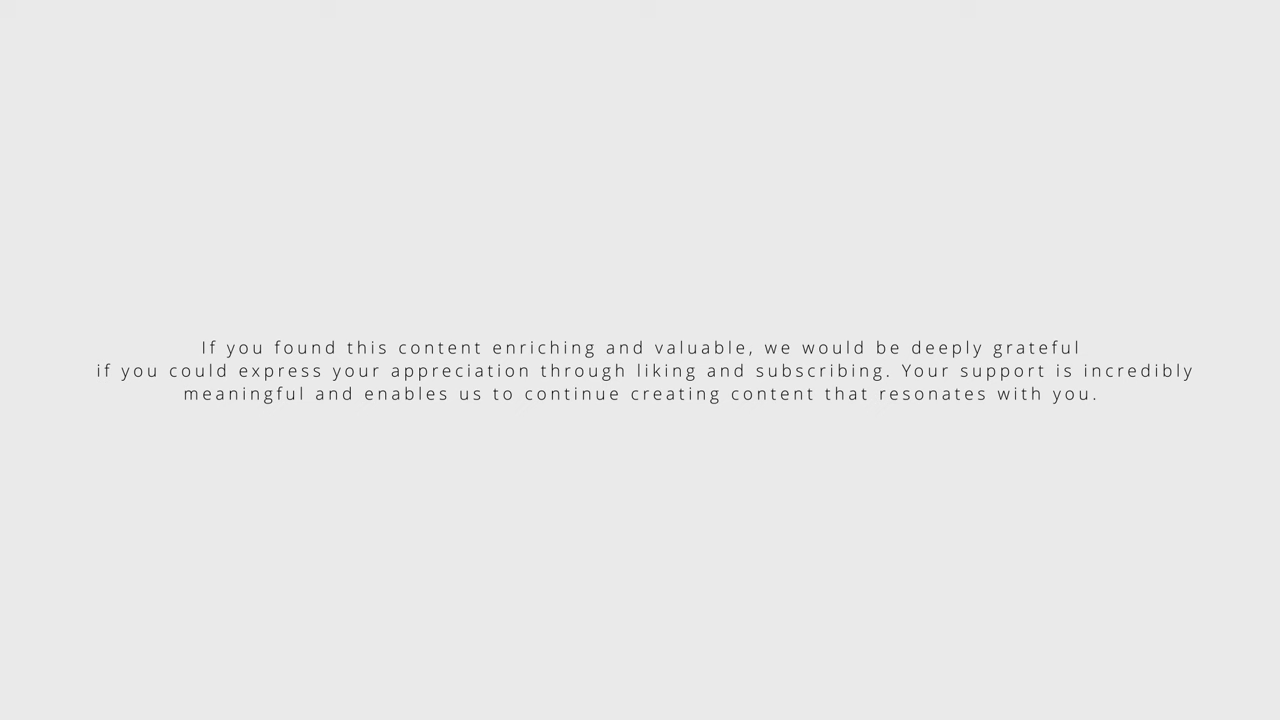 If you found this content enriching and valuable, we would be deeply grateful
if you could express your appreciation through liking and subscribing. Your support is incredibly
meaningful and enables us to continue creating content that resonates with you.